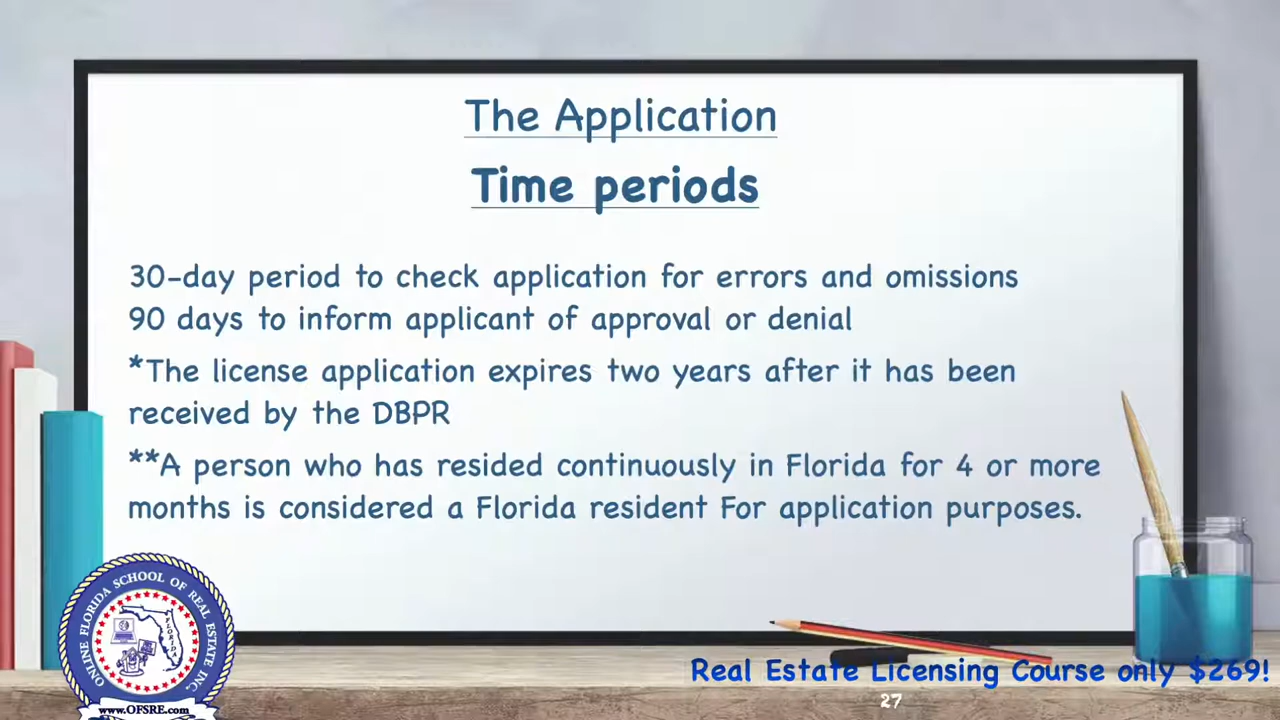 The Application
Time periods
30-day period to check application for errors and omissions
90 days to inform applicant of approval or denial
*The license application expires two years after it has been
received by the DBPR
**A person who has resided continuously in Florida for 4 or more
months is considered a Florida resident For application purposes.
ONLINE FLORIDA SCHOOL OF REAL ESTATE INC.
FLORIDA
www.OFSRE.com
Real Estate Licensing Course only $269!
27